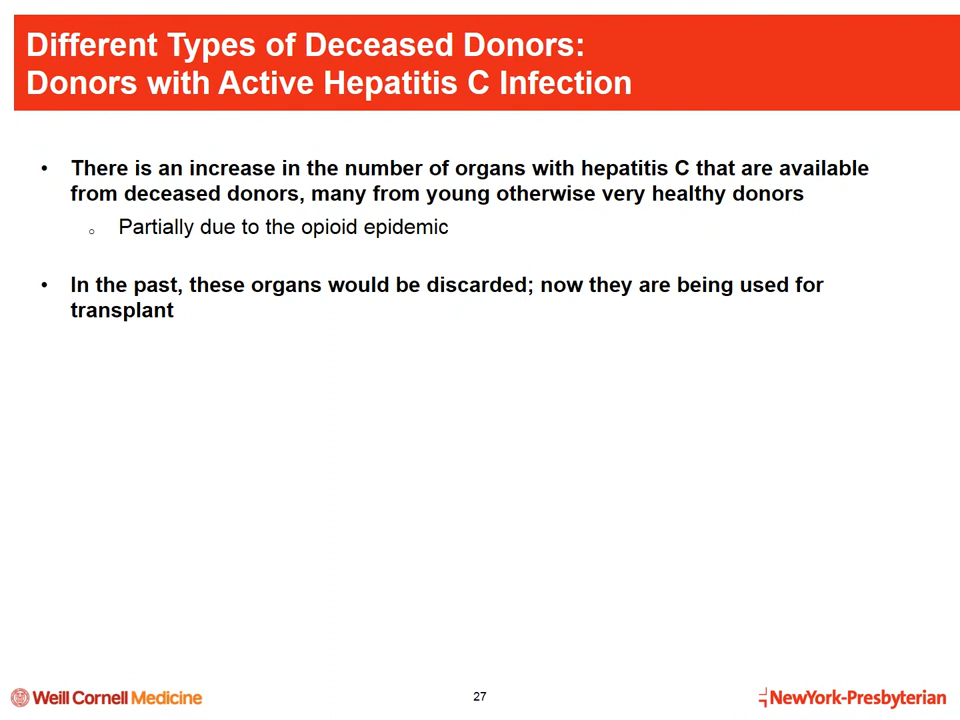 Different Types of Deceased Donors:
Donors with Active Hepatitis C Infection
• There is an increase in the number of organs with hepatitis C that are available
from deceased donors, many from young otherwise very healthy donors
○ Partially due to the opioid epidemic
• In the past, these organs would be discarded; now they are being used for
transplant
Weill Cornell Medicine
27
NewYork-Presbyterian